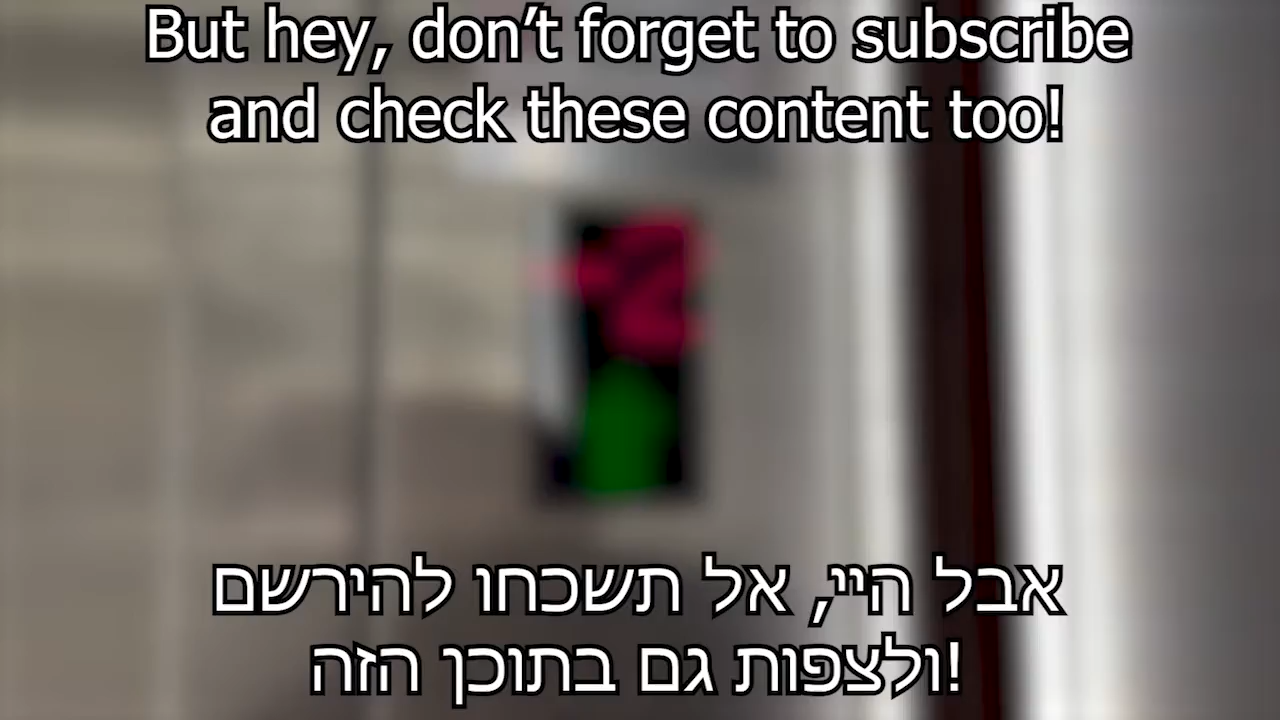 But hey, don’t forget to subscribe
and check these content too!
אבל היי, אל תשכחו להירשם
!ולצפות גם בתוכן הזה